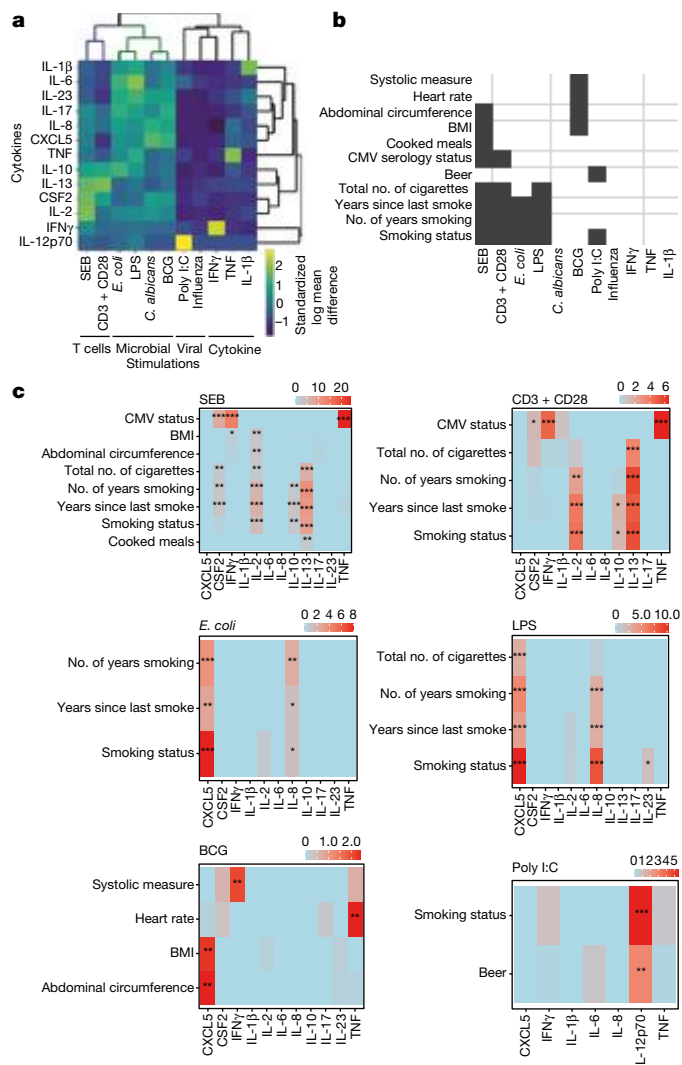 a
Cytokines
IL-1β
IL-6
IL-23
IL-17
IL-8
CXCL5
TNF
IL-10
IL-13
CSF2
IL-2
IFNγ
IL-12p70
SEB
CD3 + CD28
E. coli
LPS
C. albicans
BCG
Poly I:C
Influenza
IFNγ
TNF
IL-1β
T cells
Microbial
Viral
Cytokine
Stimulations
2
1
0
−1
Standardized
log mean
difference
b
Systolic measure
Heart rate
Abdominal circumference
BMI
Cooked meals
CMV serology status
Beer
Total no. of cigarettes
Years since last smoke
No. of years smoking
Smoking status
SEB
CD3 + CD28
E. coli
LPS
C. albicans
BCG
Poly I:C
Influenza
IFNγ
TNF
IL-1β
c
SEB
0 10 20
CMV status *** *** ***
BMI * **
Abdominal circumference **
Total no. of cigarettes ** ** ***
No. of years smoking ** *** ** ***
Years since last smoke *** *** ** ***
Smoking status *** ** ***
Cooked meals **
CXCL5
CSF2
IFNγ
IL-1β
IL-2
IL-6
IL-8
IL-10
IL-13
IL-17
IL-23
TNF
CD3 + CD28
0 2 4 6
CMV status * *** ***
Total no. of cigarettes ***
No. of years smoking ** ***
Years since last smoke *** * ***
Smoking status *** * ***
CXCL5
CSF2
IFNγ
IL-1β
IL-2
IL-6
IL-8
IL-10
IL-13
IL-17
TNF
E. coli
0 2 4 6 8
No. of years smoking *** **
Years since last smoke ** *
Smoking status *** *
CXCL5
CSF2
IFNγ
IL-1β
IL-2
IL-6
IL-8
IL-10
IL-17
IL-23
TNF
LPS
0 5.0 10.0
Total no. of cigarettes ***
No. of years smoking *** ***
Years since last smoke *** ***
Smoking status *** *** *
CXCL5
CSF2
IFNγ
IL-1β
IL-2
IL-6
IL-8
IL-10
IL-13
IL-17
IL-23
TNF
BCG
0 1.0 2.0
Systolic measure **
Heart rate **
BMI **
Abdominal circumference **
CXCL5
CSF2
IFNγ
IL-1β
IL-2
IL-6
IL-8
IL-10
IL-17
IL-23
TNF
Poly I:C
012345
Smoking status ***
Beer **
CXCL5
IFNγ
IL-1β
IL-6
IL-8
L-12p70
TNF